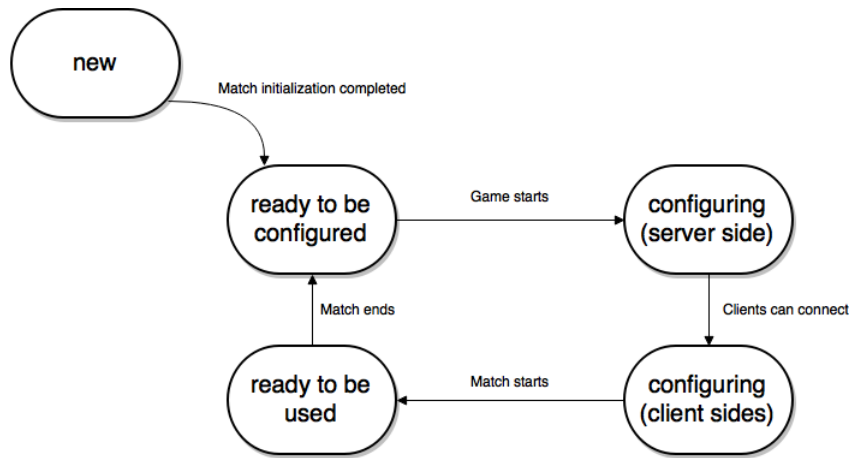 new
Match initialization completed
ready to be
configured
Game starts
configuring
(server side)
Match ends
Clients can connect
ready to be
used
Match starts
configuring
(client sides)